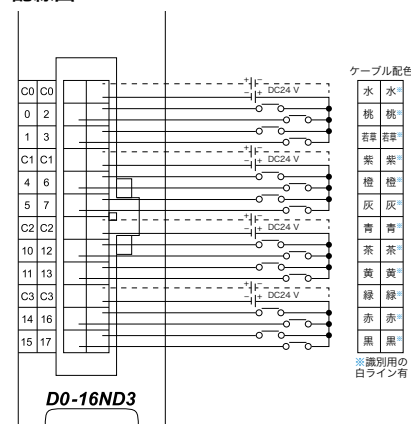 ケーブル配色
C0 C0 DC24 V 水 水※
0 2 桃 桃※
1 3 若草 若草※
C1 C1 DC24 V 紫 紫※
4 6 橙 橙※
5 7 灰 灰※
C2 C2 DC24 V 青 青※
10 12 茶 茶※
11 13 黄 黄※
C3 C3 DC24 V 緑 緑※
14 16 赤 赤※
15 17 黒 黒※
※識別用の
白ライン有
D0-16ND3